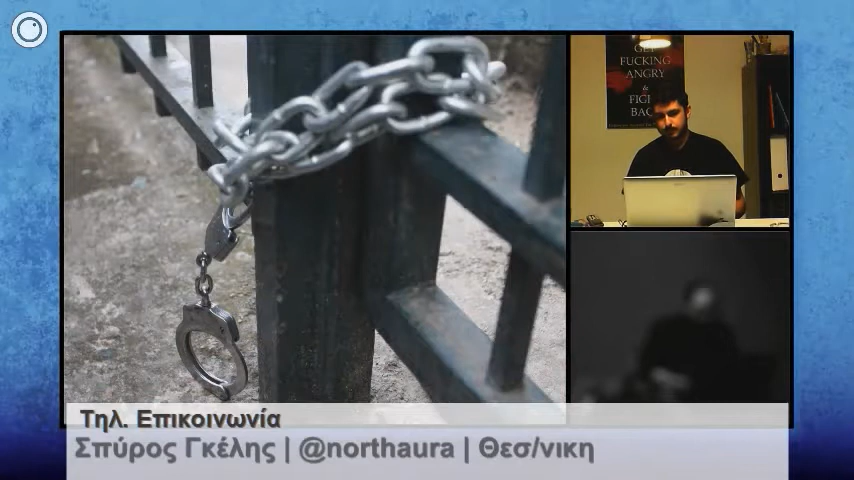 GET
FUCKING
ANGRY
&
FIGHT
BACK
Τηλ. Επικοινωνία
Σπύρος Γκέλης | @northaura | Θεσ/νικη